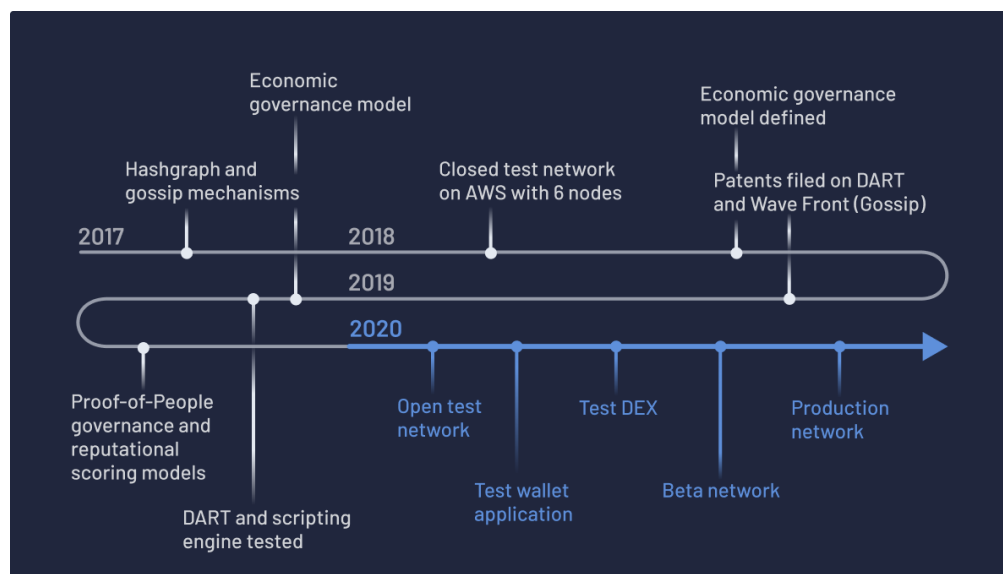 Economic
governance model
Economic governance
model defined
Hashgraph and
gossip mechanisms
Closed test network
on AWS with 6 nodes
Patents filed on DART
and Wave Front (Gossip)
2017
2018
2019
2020
Proof-of-People
governance and
reputational
scoring models
Open test
network
Test DEX
Production
network
Test wallet
application
Beta network
DART and scripting
engine tested